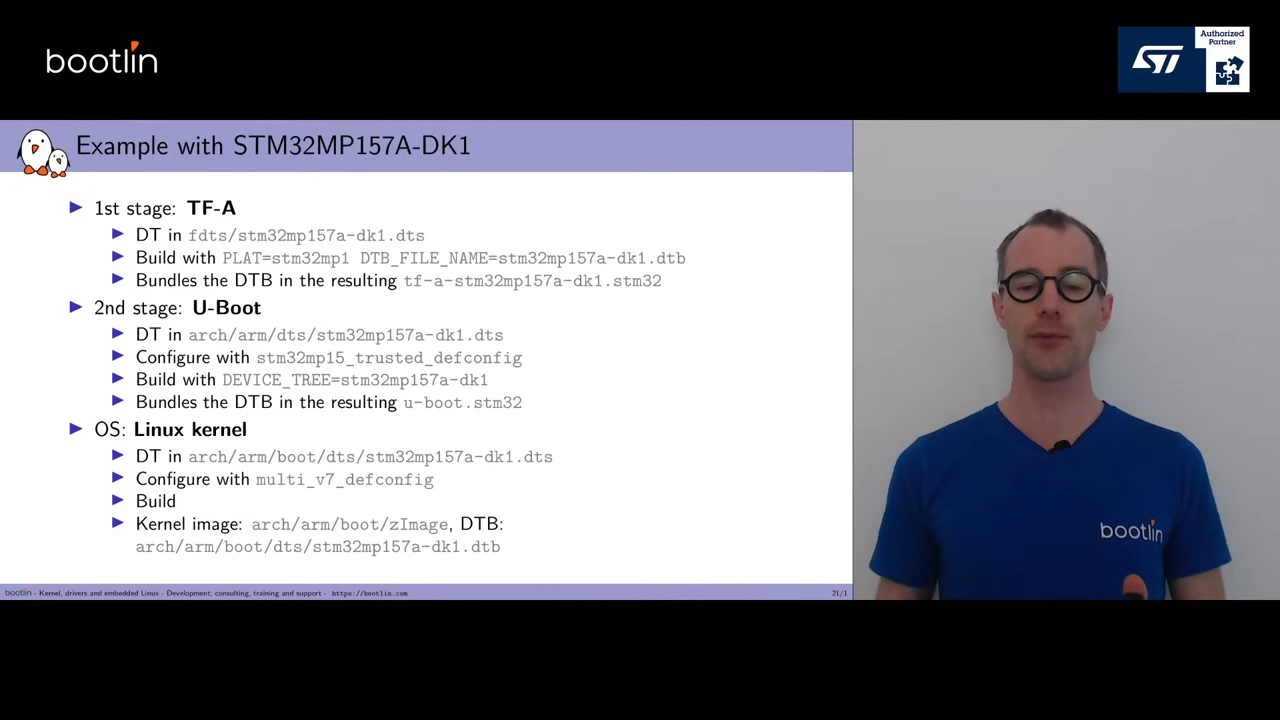 bootlin
ST
Authorized
Partner
Example with STM32MP157A-DK1
1st stage: TF-A
DT in fdts/stm32mp157a-dk1.dts
Build with PLAT=stm32mp1 DTB_FILE_NAME=stm32mp157a-dk1.dtb
Bundles the DTB in the resulting tf-a-stm32mp157a-dk1.stm32
2nd stage: U-Boot
DT in arch/arm/dts/stm32mp157a-dk1.dts
Configure with stm32mp15_trusted_defconfig
Build with DEVICE_TREE=stm32mp157a-dk1
Bundles the DTB in the resulting u-boot.stm32
OS: Linux kernel
DT in arch/arm/boot/dts/stm32mp157a-dk1.dts
Configure with multi_v7_defconfig
Build
Kernel image: arch/arm/boot/zImage, DTB:
arch/arm/boot/dts/stm32mp157a-dk1.dtb
bootlin
bootlin - Kernel, drivers and embedded Linux - Development, consulting, training and support - https://bootlin.com
21/1